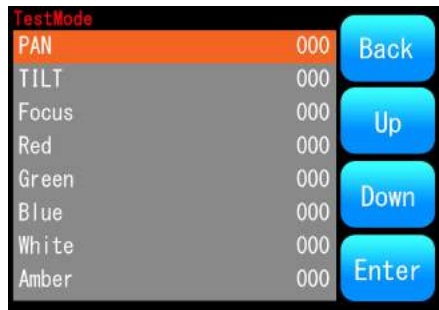 TestMode
PAN 000
TILT 000
Focus 000
Red 000
Green 000
Blue 000
White 000
Amber 000
Back
Up
Down
Enter